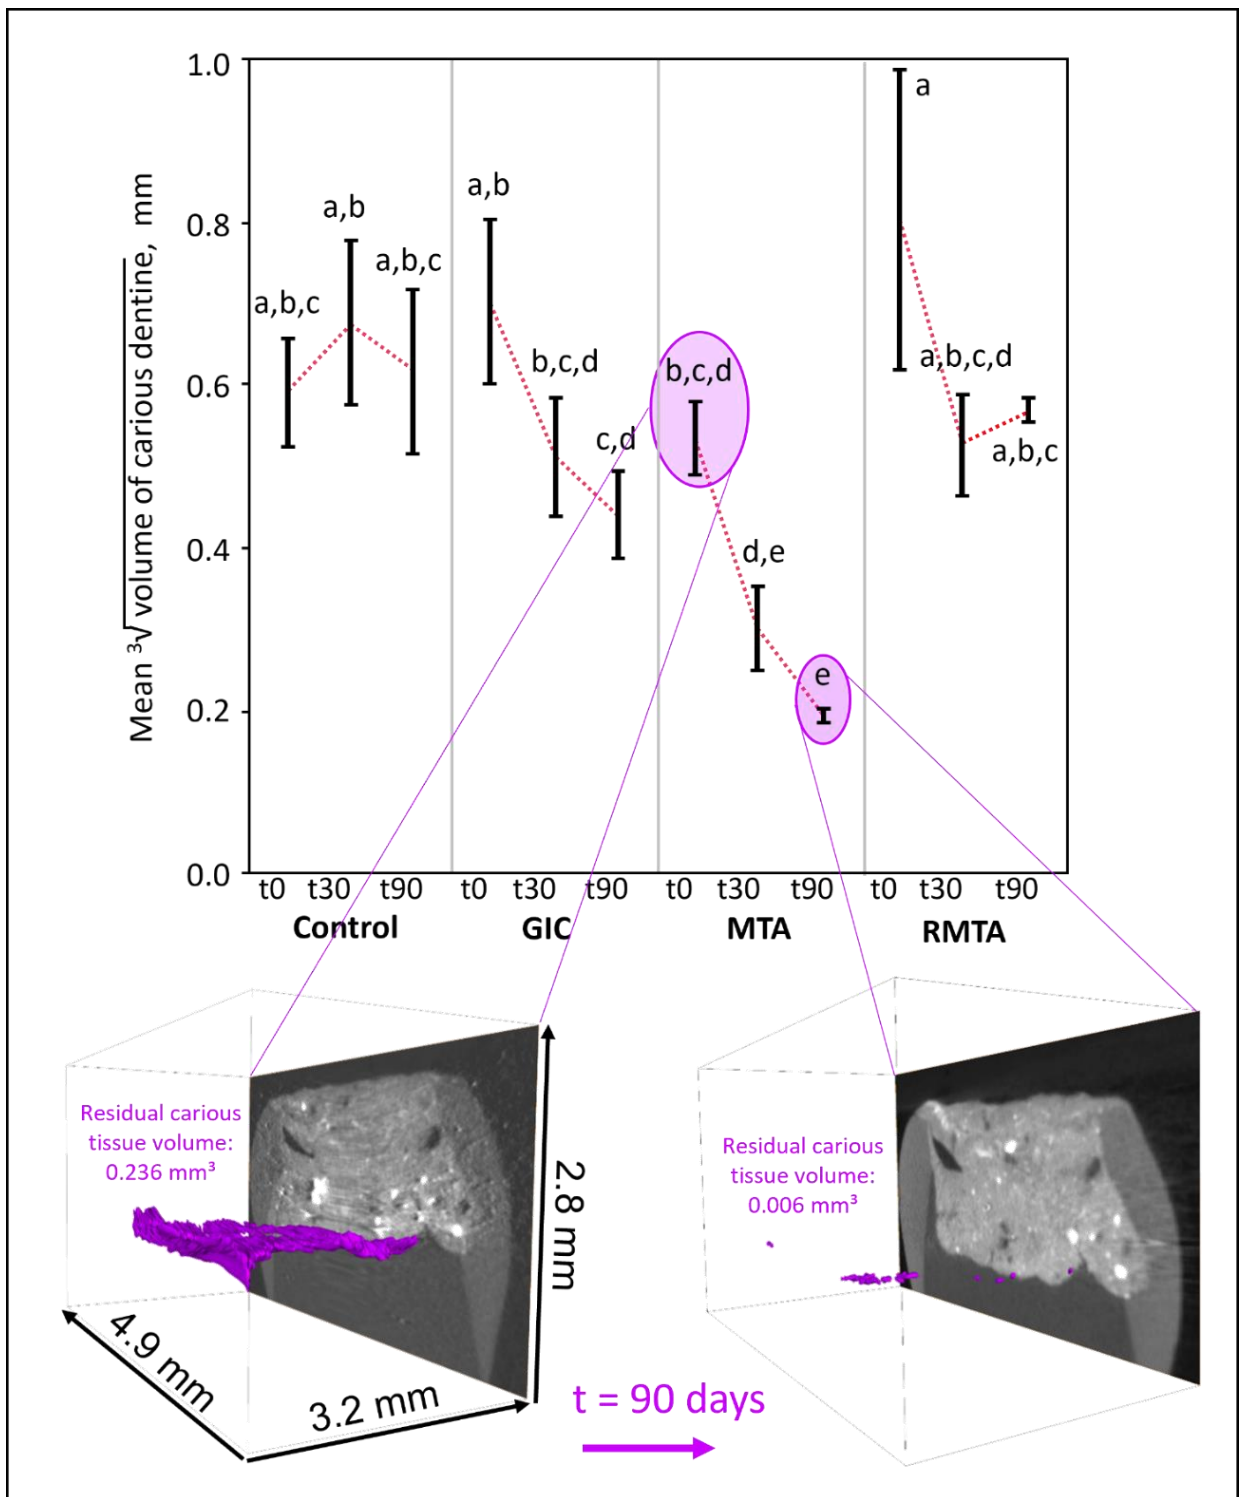 Mean ³√ volume of carious dentine, mm
1.0
0.8
0.6
0.4
0.2
0.0
a,b,c
a,b
a,b,c
a,b
b,c,d
c,d
b,c,d
d,e
e
a
a,b,c,d
a,b,c
t0 t30 t90 t0 t30 t90 t0 t30 t90 t0 t30 t90
Control GIC MTA RMTA
Residual carious
tissue volume:
0.236 mm³
2.8 mm
4.9 mm
3.2 mm
t = 90 days
Residual carious
tissue volume:
0.006 mm³